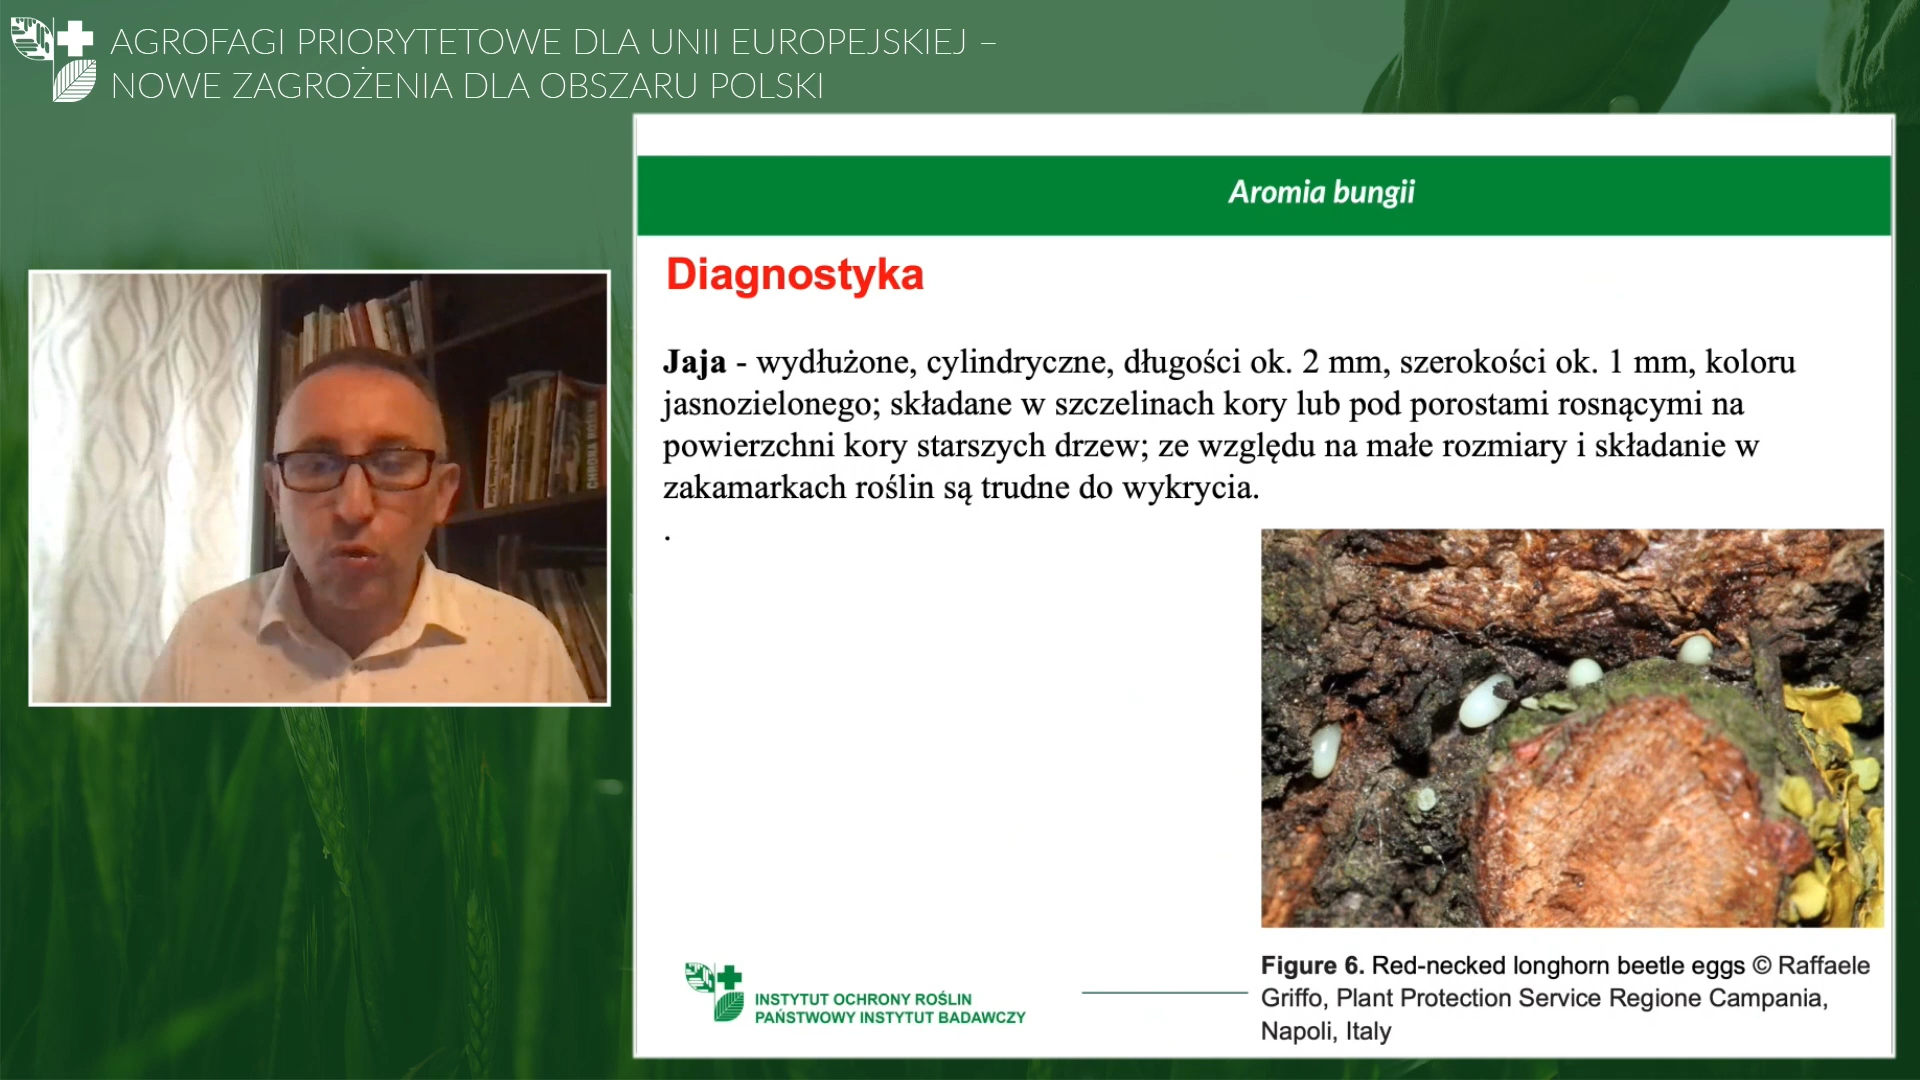 AGROFAGI PRIORYTETOWE DLA UNII EUROPEJSKIEJ –
NOWE ZAGROŻENIA DLA OBSZARU POLSKI
Aromia bungii
Diagnostyka
Jaja - wydłużone, cylindryczne, długości ok. 2 mm, szerokości ok. 1 mm, koloru
jasnozielonego; składane w szczelinach kory lub pod porostami rosnącymi na
powierzchni kory starszych drzew; ze względu na małe rozmiary i składanie w
zakamarkach roślin są trudne do wykrycia.
.
Figure 6. Red-necked longhorn beetle eggs © Raffaele
Griffo, Plant Protection Service Regione Campania,
Napoli, Italy
INSTYTUT OCHRONY ROŚLIN
PAŃSTWOWY INSTYTUT BADAWCZY